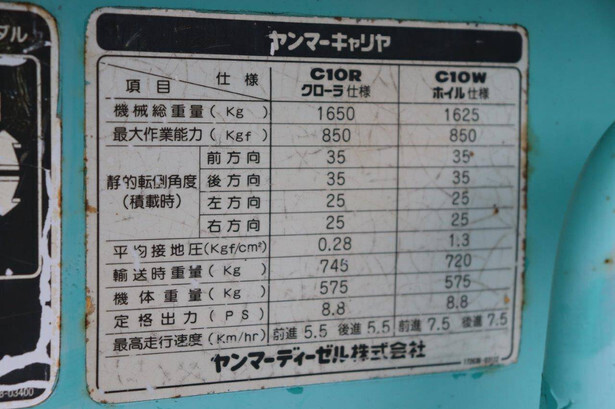 ダル
ヤンマーキャリヤ
項目 仕様 C10R クローラ仕様 C10W ホイル仕様
機械総重量(Kg) 1650 1625
最大作業能力(Kgf) 850 850
静的転倒角度(積載時) 前方向 35 35
後方向 35 35
左方向 25 25
右方向 25 25
平均接地圧(Kgf/cm²) 0.28 1.3
輸送時重量(Kg) 745 720
機体重量(Kg) 575 575
定格出力(PS) 8.8 8.8
最高走行速度(Km/hr) 前進5.5 後進5.5 前進7.5 後進7.5
ヤンマーディーゼル株式会社
-03400